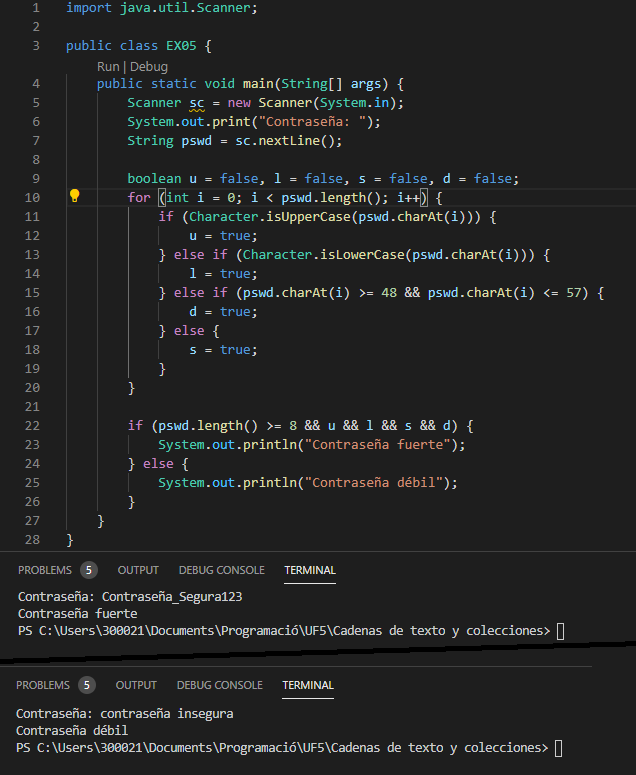 1 import java.util.Scanner;
2
3 public class EX05 {
Run | Debug
4 public static void main(String[] args) {
5 Scanner sc = new Scanner(System.in);
6 System.out.print("Contraseña: ");
7 String pswd = sc.nextLine();
8
9 boolean u = false, l = false, s = false, d = false;
10 for (int i = 0; i < pswd.length(); i++) {
11 if (Character.isUpperCase(pswd.charAt(i))) {
12 u = true;
13 } else if (Character.isLowerCase(pswd.charAt(i))) {
14 l = true;
15 } else if (pswd.charAt(i) >= 48 && pswd.charAt(i) <= 57) {
16 d = true;
17 } else {
18 s = true;
19 }
20 }
21
22 if (pswd.length() >= 8 && u && l && s && d) {
23 System.out.println("Contraseña fuerte");
24 } else {
25 System.out.println("Contraseña débil");
26 }
27 }
28 }
PROBLEMS 5 OUTPUT DEBUG CONSOLE TERMINAL
Contraseña: Contraseña_Segura123
Contraseña fuerte
PS C:\Users\300021\Documents\Programació\UF5\Cadenas de texto y colecciones>
PROBLEMS 5 OUTPUT DEBUG CONSOLE TERMINAL
Contraseña: contraseña insegura
Contraseña débil
PS C:\Users\300021\Documents\Programació\UF5\Cadenas de texto y colecciones>